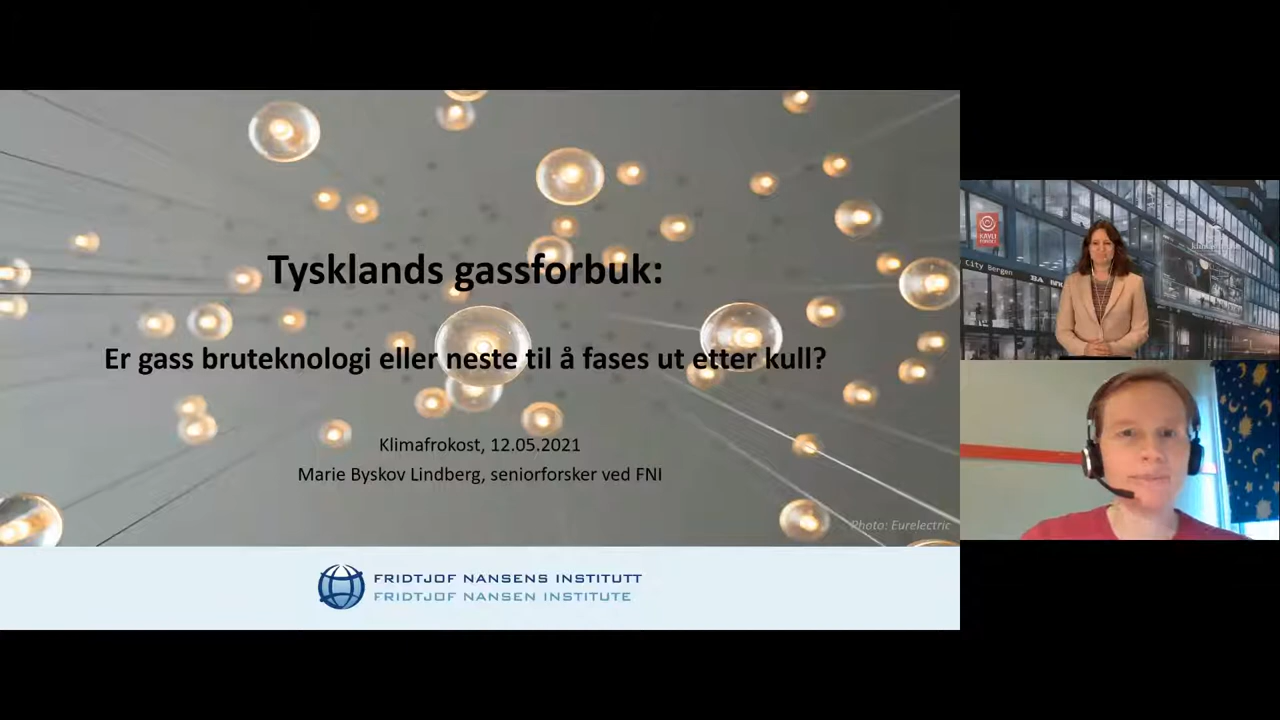 Tysklands gassforbuk:
Er gass bruteknologi eller neste til å fases ut etter kull?
Klimafrokost, 12.05.2021
Marie Byskov Lindberg, seniorforsker ved FNI
Photo: Eurelectric
FRIDTJOF NANSENS INSTITUTT
FRIDTJOF NANSEN INSTITUTE
KAVLI
City Bergen